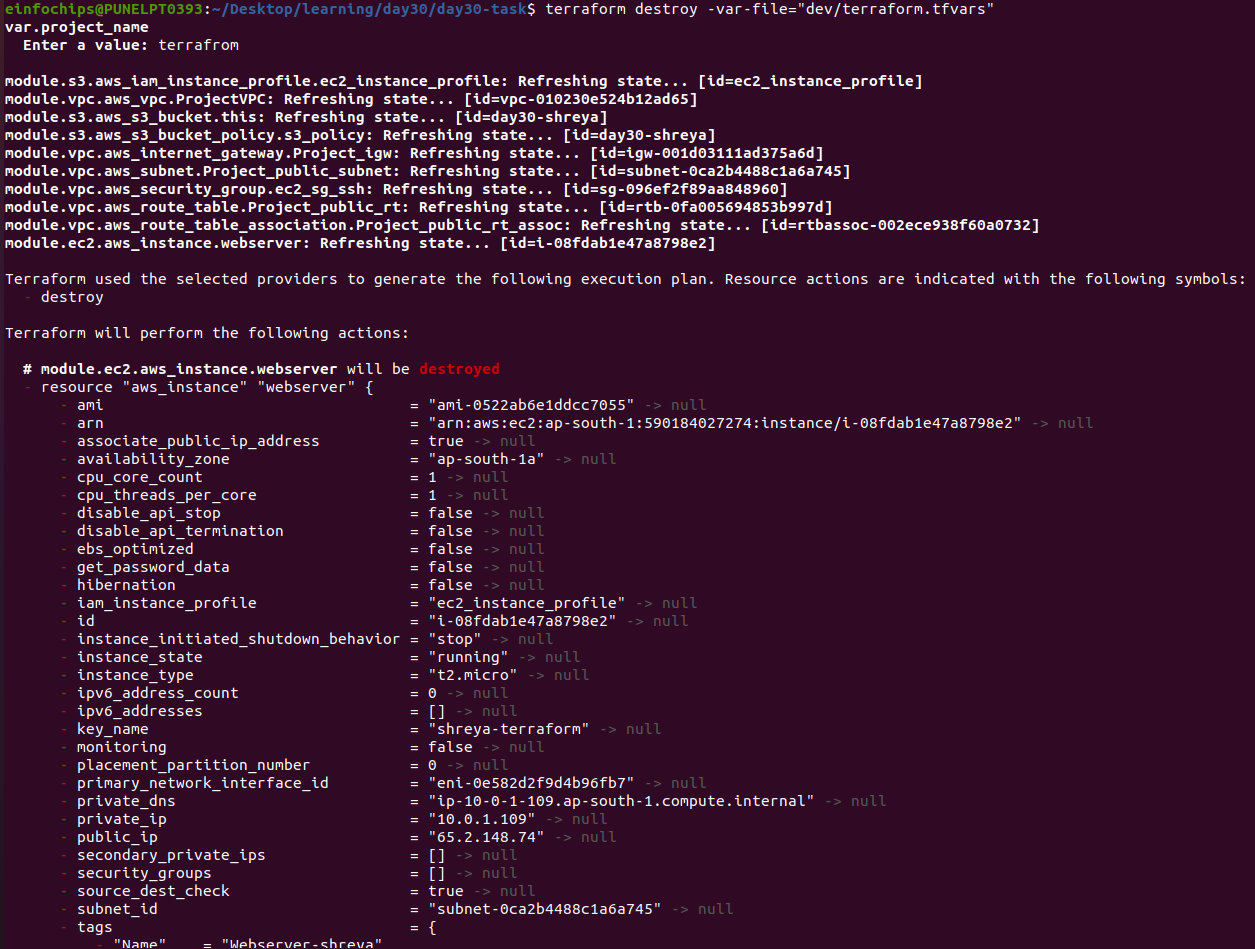 einfochips@PUNELPT0393:~/Desktop/learning/day30/day30-task$ terraform destroy -var-file="dev/terraform.tfvars"
var.project_name
  Enter a value: terrafrom

module.s3.aws_iam_instance_profile.ec2_instance_profile: Refreshing state... [id=ec2_instance_profile]
module.vpc.aws_vpc.ProjectVPC: Refreshing state... [id=vpc-010230e524b12ad65]
module.s3.aws_s3_bucket.this: Refreshing state... [id=day30-shreya]
module.s3.aws_s3_bucket_policy.s3_policy: Refreshing state... [id=day30-shreya]
module.vpc.aws_internet_gateway.Project_igw: Refreshing state... [id=igw-001d03111ad375a6d]
module.vpc.aws_subnet.Project_public_subnet: Refreshing state... [id=subnet-0ca2b4488c1a6a745]
module.vpc.aws_security_group.ec2_sg_ssh: Refreshing state... [id=sg-096ef2f89aa848960]
module.vpc.aws_route_table.Project_public_rt: Refreshing state... [id=rtb-0fa005694853b997d]
module.vpc.aws_route_table_association.Project_public_rt_assoc: Refreshing state... [id=rtbassoc-002ece938f60a0732]
module.ec2.aws_instance.webserver: Refreshing state... [id=i-08fdab1e47a8798e2]

Terraform used the selected providers to generate the following execution plan. Resource actions are indicated with the following symbols:
  - destroy

Terraform will perform the following actions:

  # module.ec2.aws_instance.webserver will be destroyed
  - resource "aws_instance" "webserver" {
      - ami                                  = "ami-0522ab6e1ddcc7055" -> null
      - arn                                  = "arn:aws:ec2:ap-south-1:590184027274:instance/i-08fdab1e47a8798e2" -> null
      - associate_public_ip_address          = true -> null
      - availability_zone                    = "ap-south-1a" -> null
      - cpu_core_count                       = 1 -> null
      - cpu_threads_per_core                 = 1 -> null
      - disable_api_stop                     = false -> null
      - disable_api_termination              = false -> null
      - ebs_optimized                        = false -> null
      - get_password_data                    = false -> null
      - hibernation                          = false -> null
      - iam_instance_profile                 = "ec2_instance_profile" -> null
      - id                                   = "i-08fdab1e47a8798e2" -> null
      - instance_initiated_shutdown_behavior = "stop" -> null
      - instance_state                       = "running" -> null
      - instance_type                        = "t2.micro" -> null
      - ipv6_address_count                   = 0 -> null
      - ipv6_addresses                       = [] -> null
      - key_name                             = "shreya-terraform" -> null
      - monitoring                           = false -> null
      - placement_partition_number           = 0 -> null
      - primary_network_interface_id         = "eni-0e582d2f9d4b96fb7" -> null
      - private_dns                          = "ip-10-0-1-109.ap-south-1.compute.internal" -> null
      - private_ip                           = "10.0.1.109" -> null
      - public_ip                            = "65.2.148.74" -> null
      - secondary_private_ips                = [] -> null
      - security_groups                      = [] -> null
      - source_dest_check                    = true -> null
      - subnet_id                            = "subnet-0ca2b4488c1a6a745" -> null
      - tags                                 = {
          - "Name"    = "Webserver-shreya"